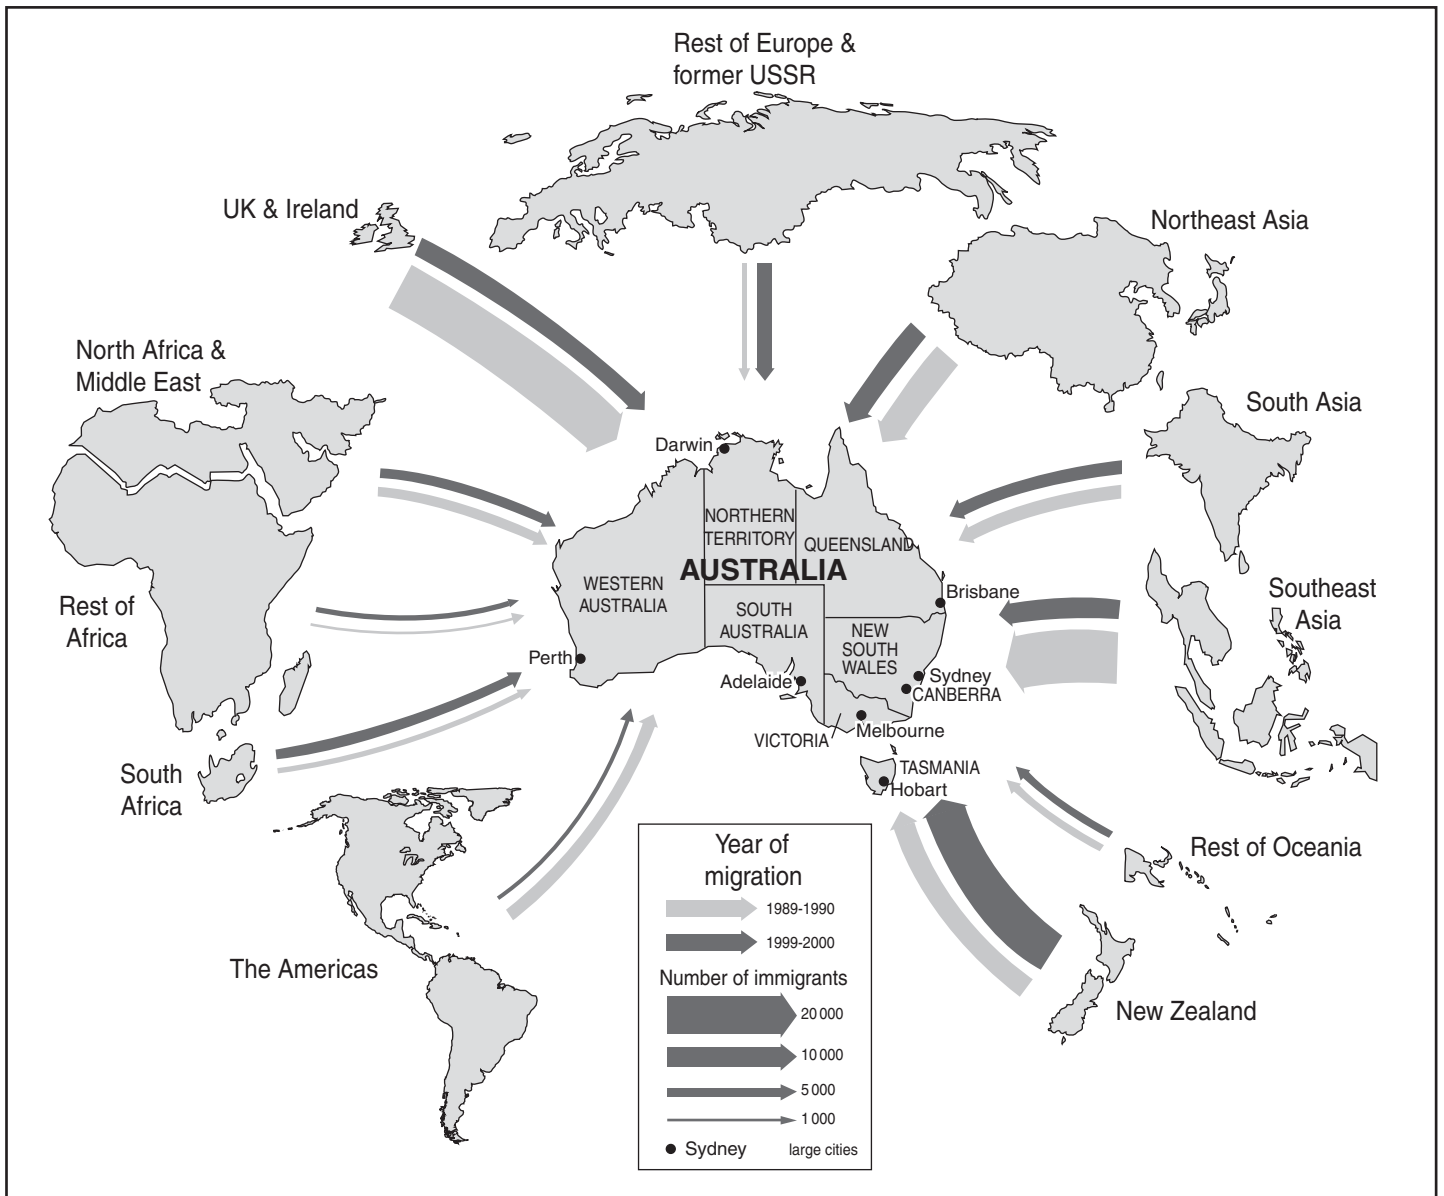 Rest of Europe &
former USSR
UK & Ireland
Northeast Asia
North Africa &
Middle East
South Asia
Darwin
NORTHERN
TERRITORY
QUEENSLAND
AUSTRALIA
WESTERN
AUSTRALIA
Brisbane
Southeast
Asia
Rest of
Africa
SOUTH
AUSTRALIA
NEW
SOUTH
WALES
Perth
Adelaide
Sydney
CANBERRA
Melbourne
VICTORIA
South
Africa
TASMANIA
Hobart
Rest of Oceania
The Americas
New Zealand
Year of
migration
1989-1990
1999-2000
Number of immigrants
20 000
10 000
5 000
1 000
Sydney large cities